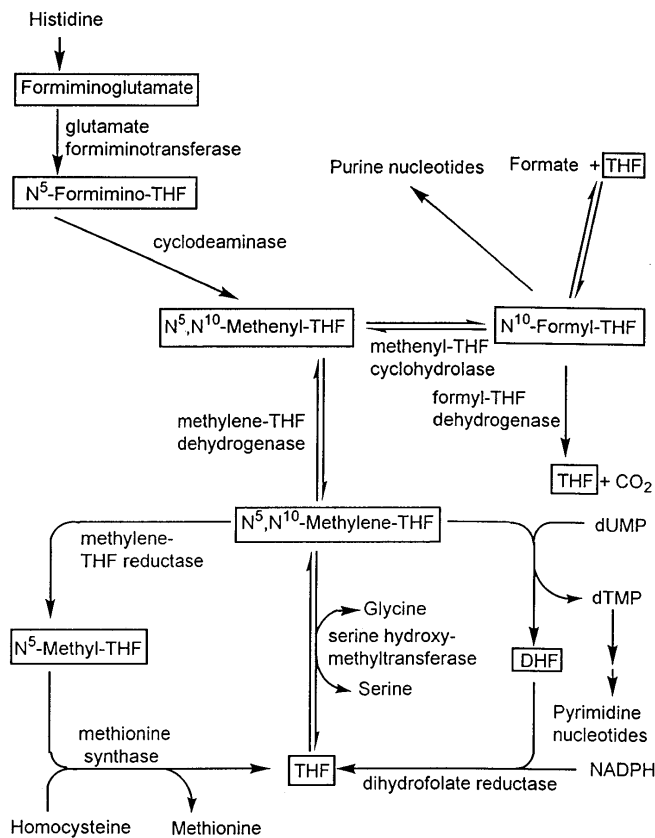 Histidine
Formiminoglutamate
glutamate
formiminotransferase
N⁵-Formimino-THF
cyclodeaminase
Purine nucleotides
Formate + THF
N⁵,N¹⁰-Methenyl-THF
N¹⁰-Formyl-THF
methenyl-THF
cyclohydrolase
formyl-THF
dehydrogenase
methylene-THF
dehydrogenase
THF + CO₂
N⁵,N¹⁰-Methylene-THF
dUMP
methylene-
THF reductase
dTMP
Glycine
serine hydroxy-
methyltransferase
Serine
N⁵-Methyl-THF
DHF
Pyrimidine
nucleotides
methionine
synthase
THF
dihydrofolate reductase
NADPH
Homocysteine
Methionine